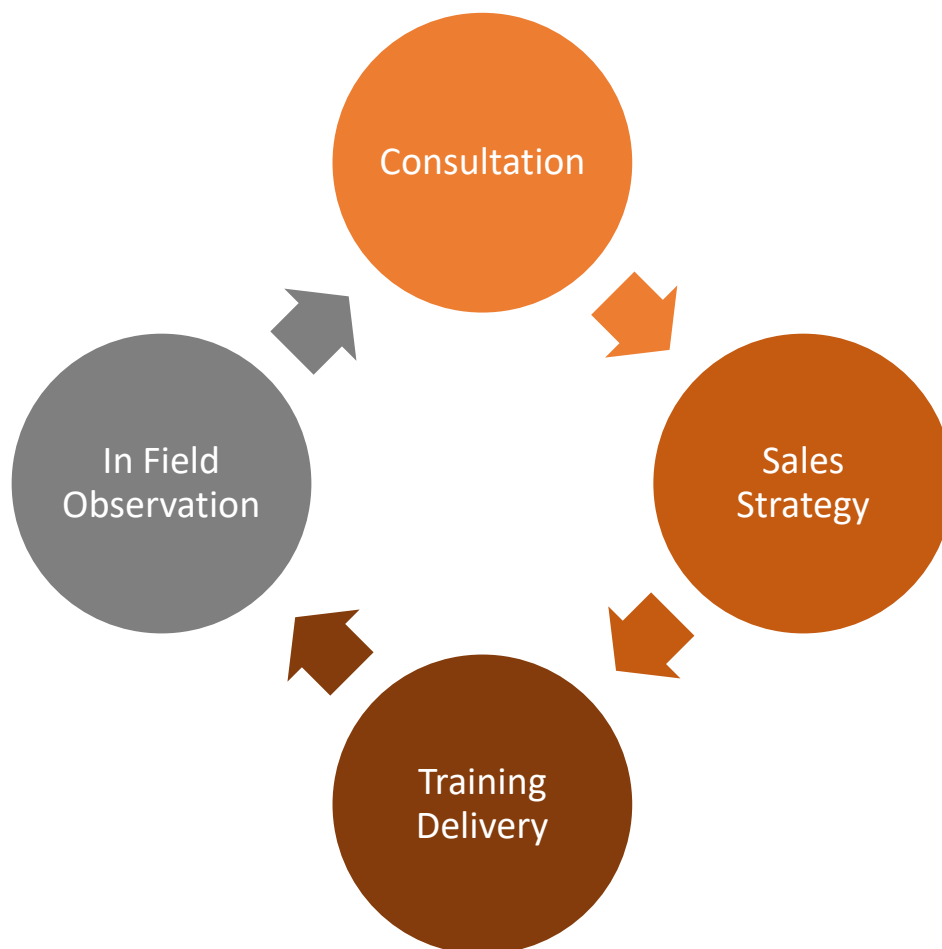 Consultation
Sales
Strategy
Training
Delivery
In Field
Observation